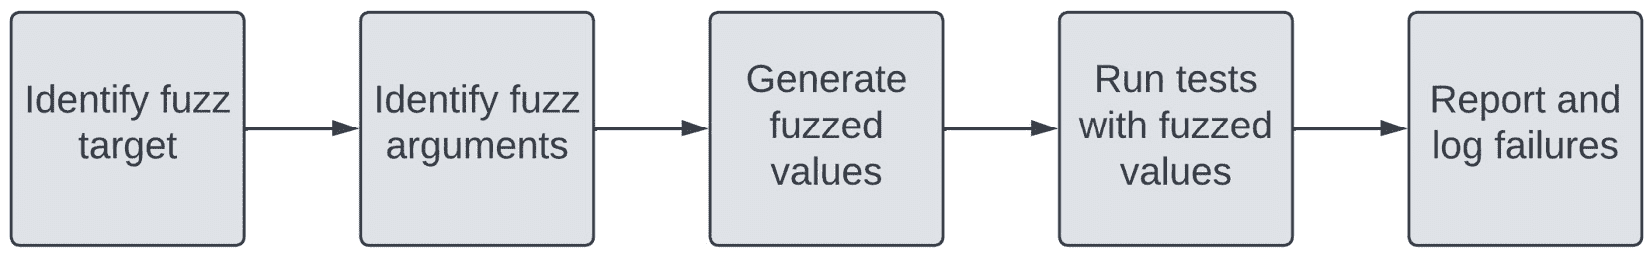 Identify fuzz
target
Identify fuzz
arguments
Generate
fuzzed
values
Run tests
with fuzzed
values
Report and
log failures